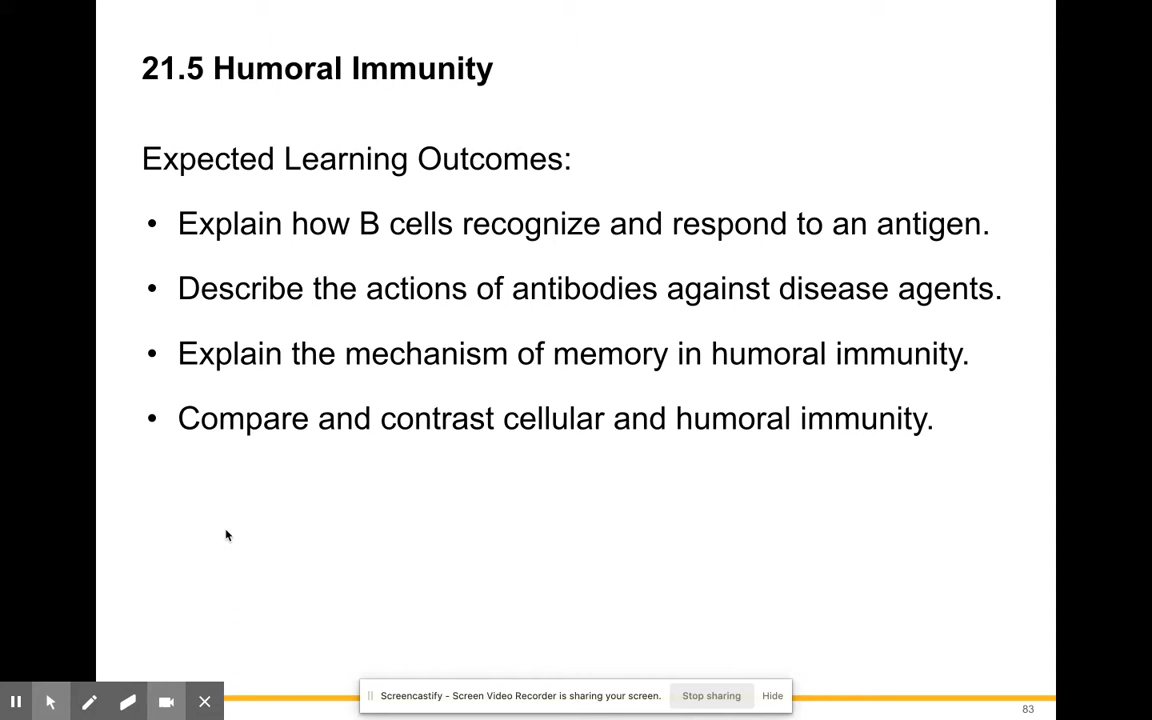 21.5 Humoral Immunity
Expected Learning Outcomes:
• Explain how B cells recognize and respond to an antigen.
• Describe the actions of antibodies against disease agents.
• Explain the mechanism of memory in humoral immunity.
• Compare and contrast cellular and humoral immunity.
Screencastify - Screen Video Recorder is sharing your screen. Stop sharing Hide
83